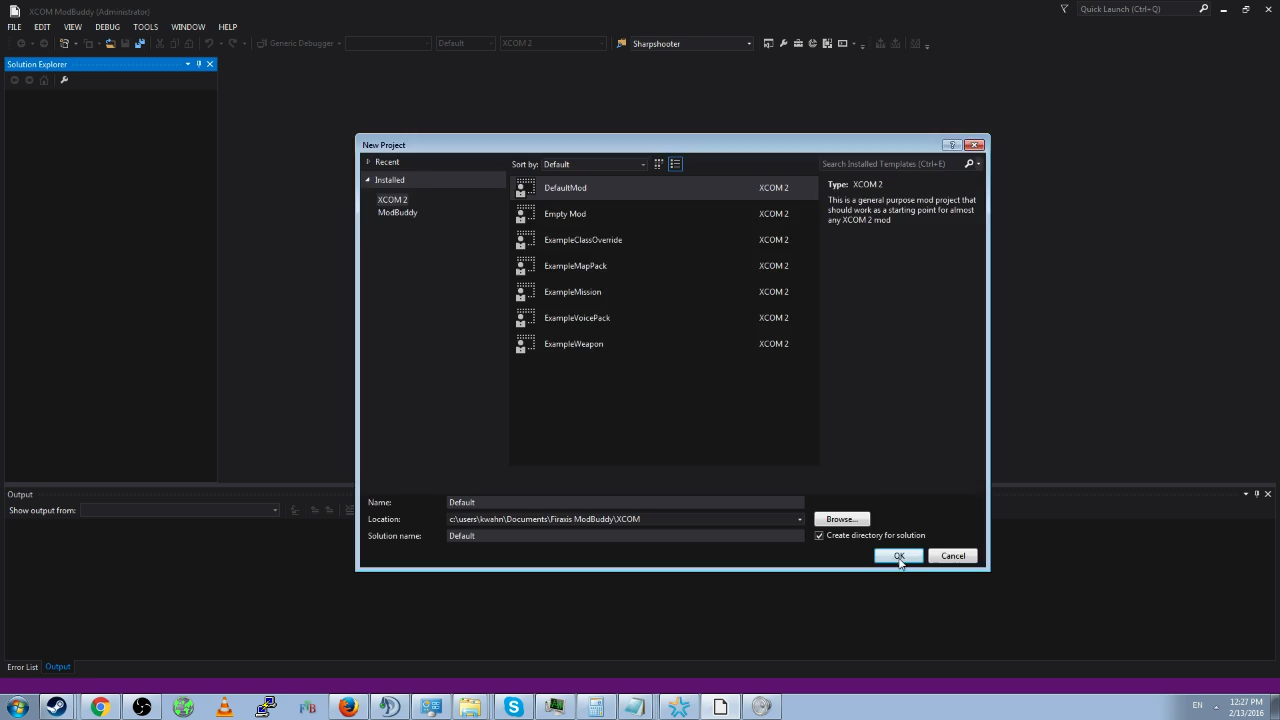 XCOM ModBuddy (Administrator)
Quick Launch (Ctrl+Q)
FILE EDIT VIEW DEBUG TOOLS WINDOW HELP
Generic Debugger Default XCOM 2 Sharpshooter
Solution Explorer
New Project
Recent
Sort by: Default
Search Installed Templates (Ctrl+E)
Installed
XCOM 2
ModBuddy
DefaultMod XCOM 2
Empty Mod XCOM 2
ExampleClassOverride XCOM 2
ExampleMapPack XCOM 2
ExampleMission XCOM 2
ExampleVoicePack XCOM 2
ExampleWeapon XCOM 2
Type: XCOM 2
This is a general purpose mod project that
should work as a starting point for almost
any XCOM 2 mod
Name: Default
Location: c:\users\kwahn\Documents\Firaxis ModBuddy\XCOM
Browse...
Solution name: Default
Create directory for solution
OK Cancel
Output
Show output from:
Error List Output
EN
12:27 PM
2/13/2016